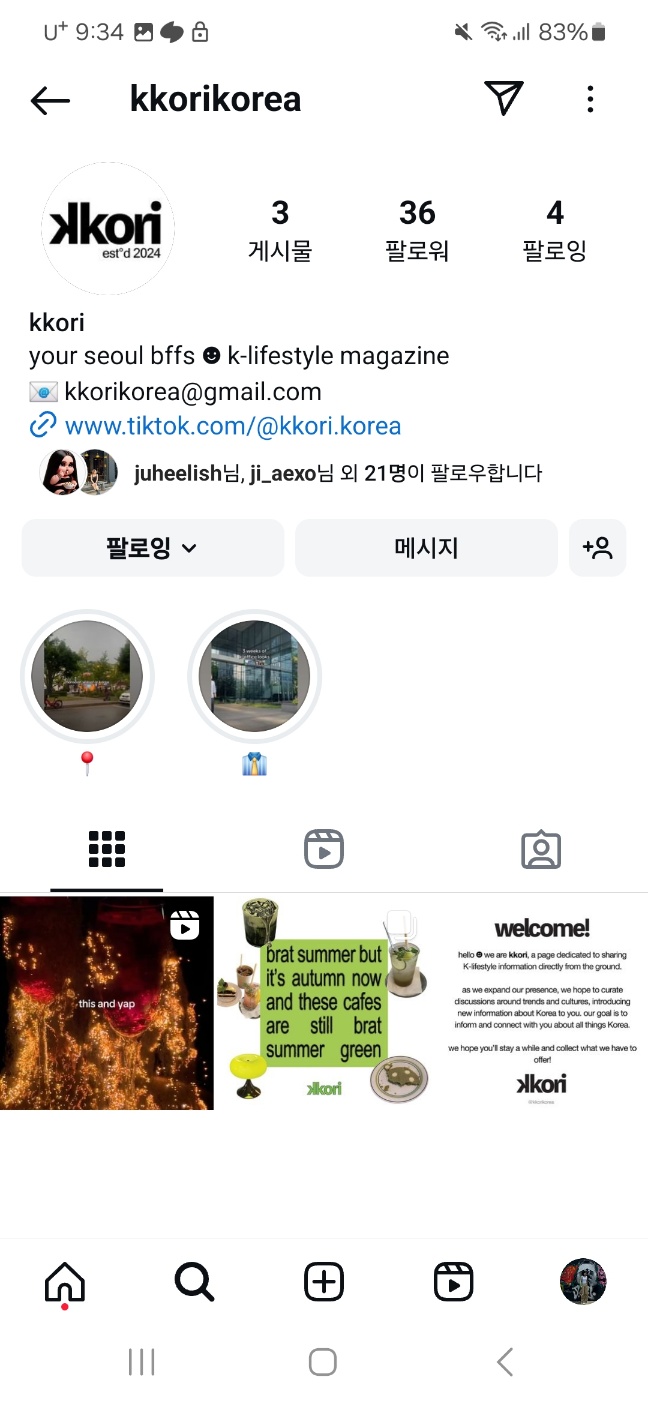 U+ 9:34 83%
kkorikorea
kkori
est'd 2024
3 36 4
게시물 팔로워 팔로잉
kkori
your seoul bffs ☻ k-lifestyle magazine
📧 kkorikorea@gmail.com
www.tiktok.com/@kkori.korea
juheelish님, ji_aexo님 외 21명이 팔로우합니다
팔로잉 메시지
📍 👔
this and yap
brat summer but
it's autumn now
and these cafes
are still brat
summer green
kkori
welcome!
hello ☻ we are kkori, a page dedicated to sharing
K-lifestyle information directly from the ground.
as we expand our presence, we hope to curate
discussions around trends and cultures, introducing
new information about Korea to you. our goal is to
inform and connect with you about all things Korea.
we hope you'll stay a while and collect what we have to
offer!
kkori